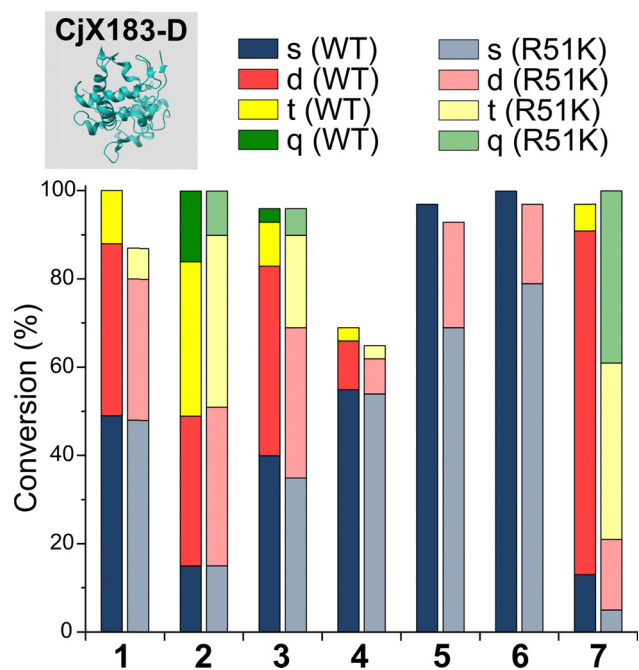 CjX183-D
s (WT)
d (WT)
t (WT)
q (WT)
s (R51K)
d (R51K)
t (R51K)
q (R51K)
Conversion (%)
100
80
60
40
20
0
1 2 3 4 5 6 7